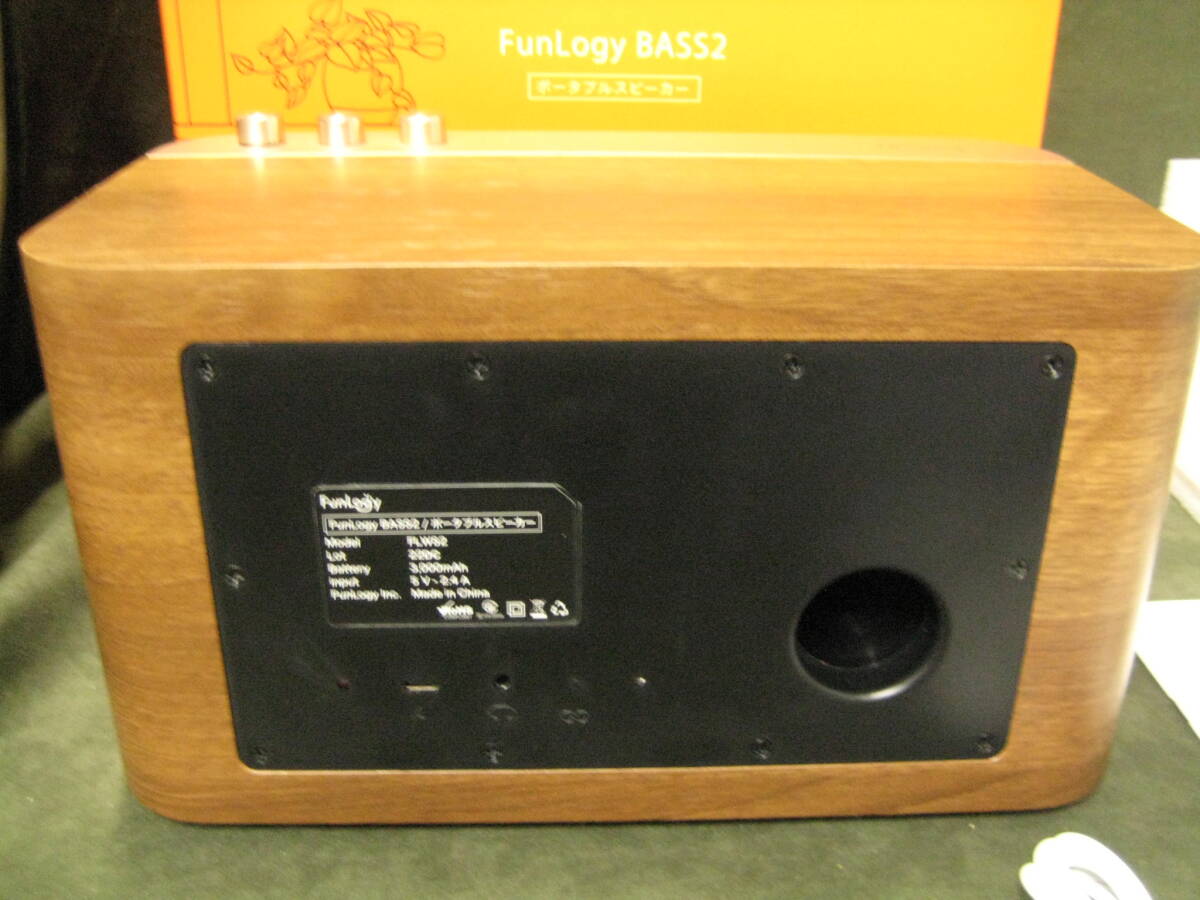 FunLogy BASS2
ポータブルスピーカー
FunLogy
FunLogy BASS2 / ポータブルスピーカー
Model FLWS2
Lot
Battery 3,000mAh
Input 5 V ⎓ 2.4 A
FunLogy Inc. Made in China
RoHS